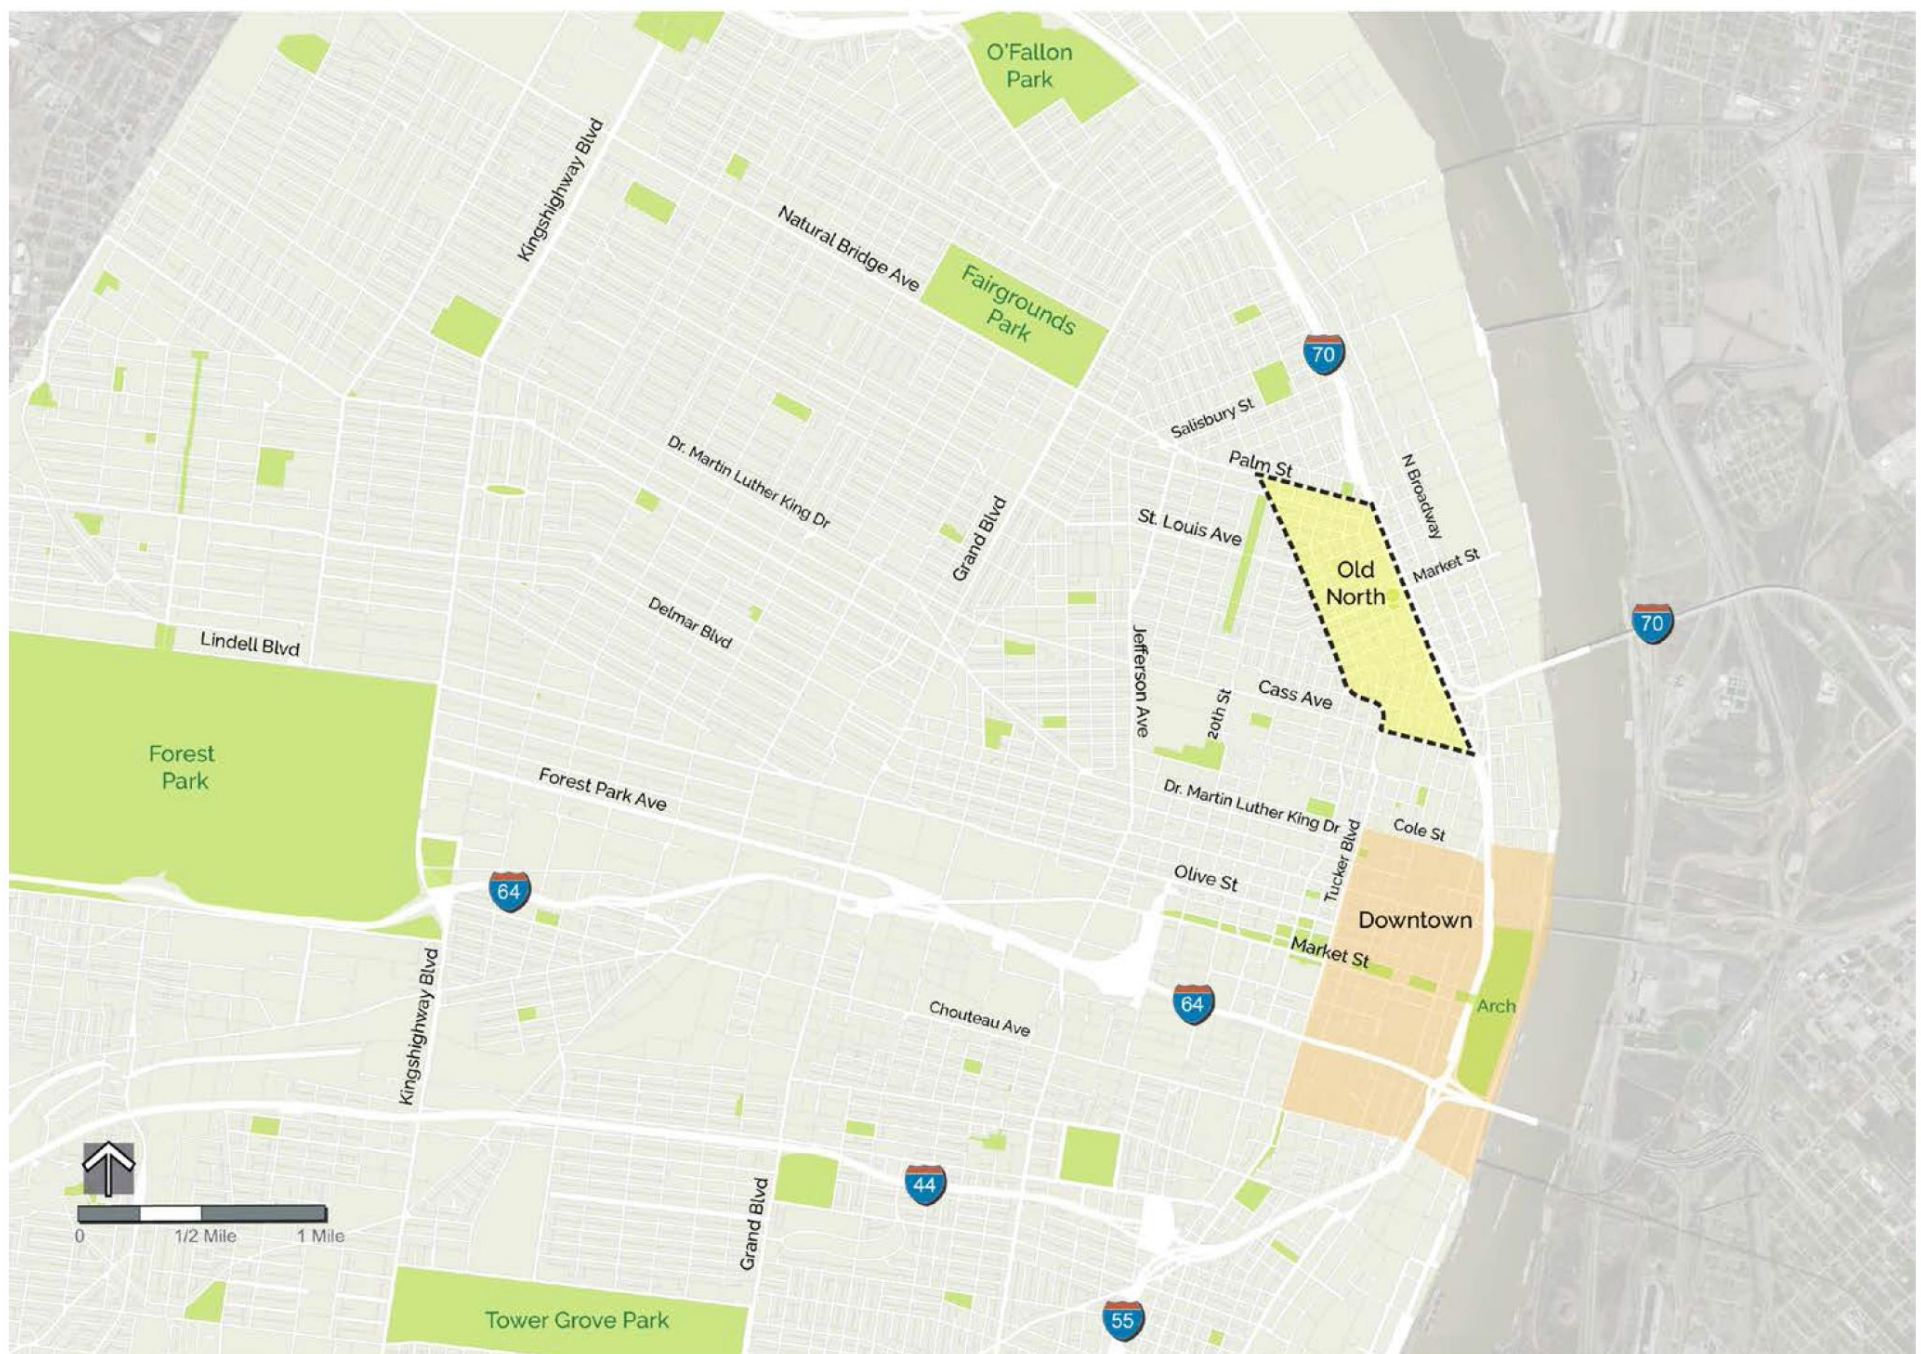 O'Fallon
Park
Kingshighway Blvd
Natural Bridge Ave
Fairgrounds
Park
70
Salisbury St
Palm St
N Broadway
Dr. Martin Luther King Dr
Grand Blvd
St. Louis Ave
Old
North
Market St
70
Delmar Blvd
Lindell Blvd
Jefferson Ave
20th St
Cass Ave
Forest
Park
Forest Park Ave
Dr. Martin Luther King Dr
Cole St
Tucker Blvd
64
Olive St
Downtown
Market St
Kingshighway Blvd
64
Arch
Chouteau Ave
44
Grand Blvd
0
1/2 Mile
1 Mile
Tower Grove Park
55